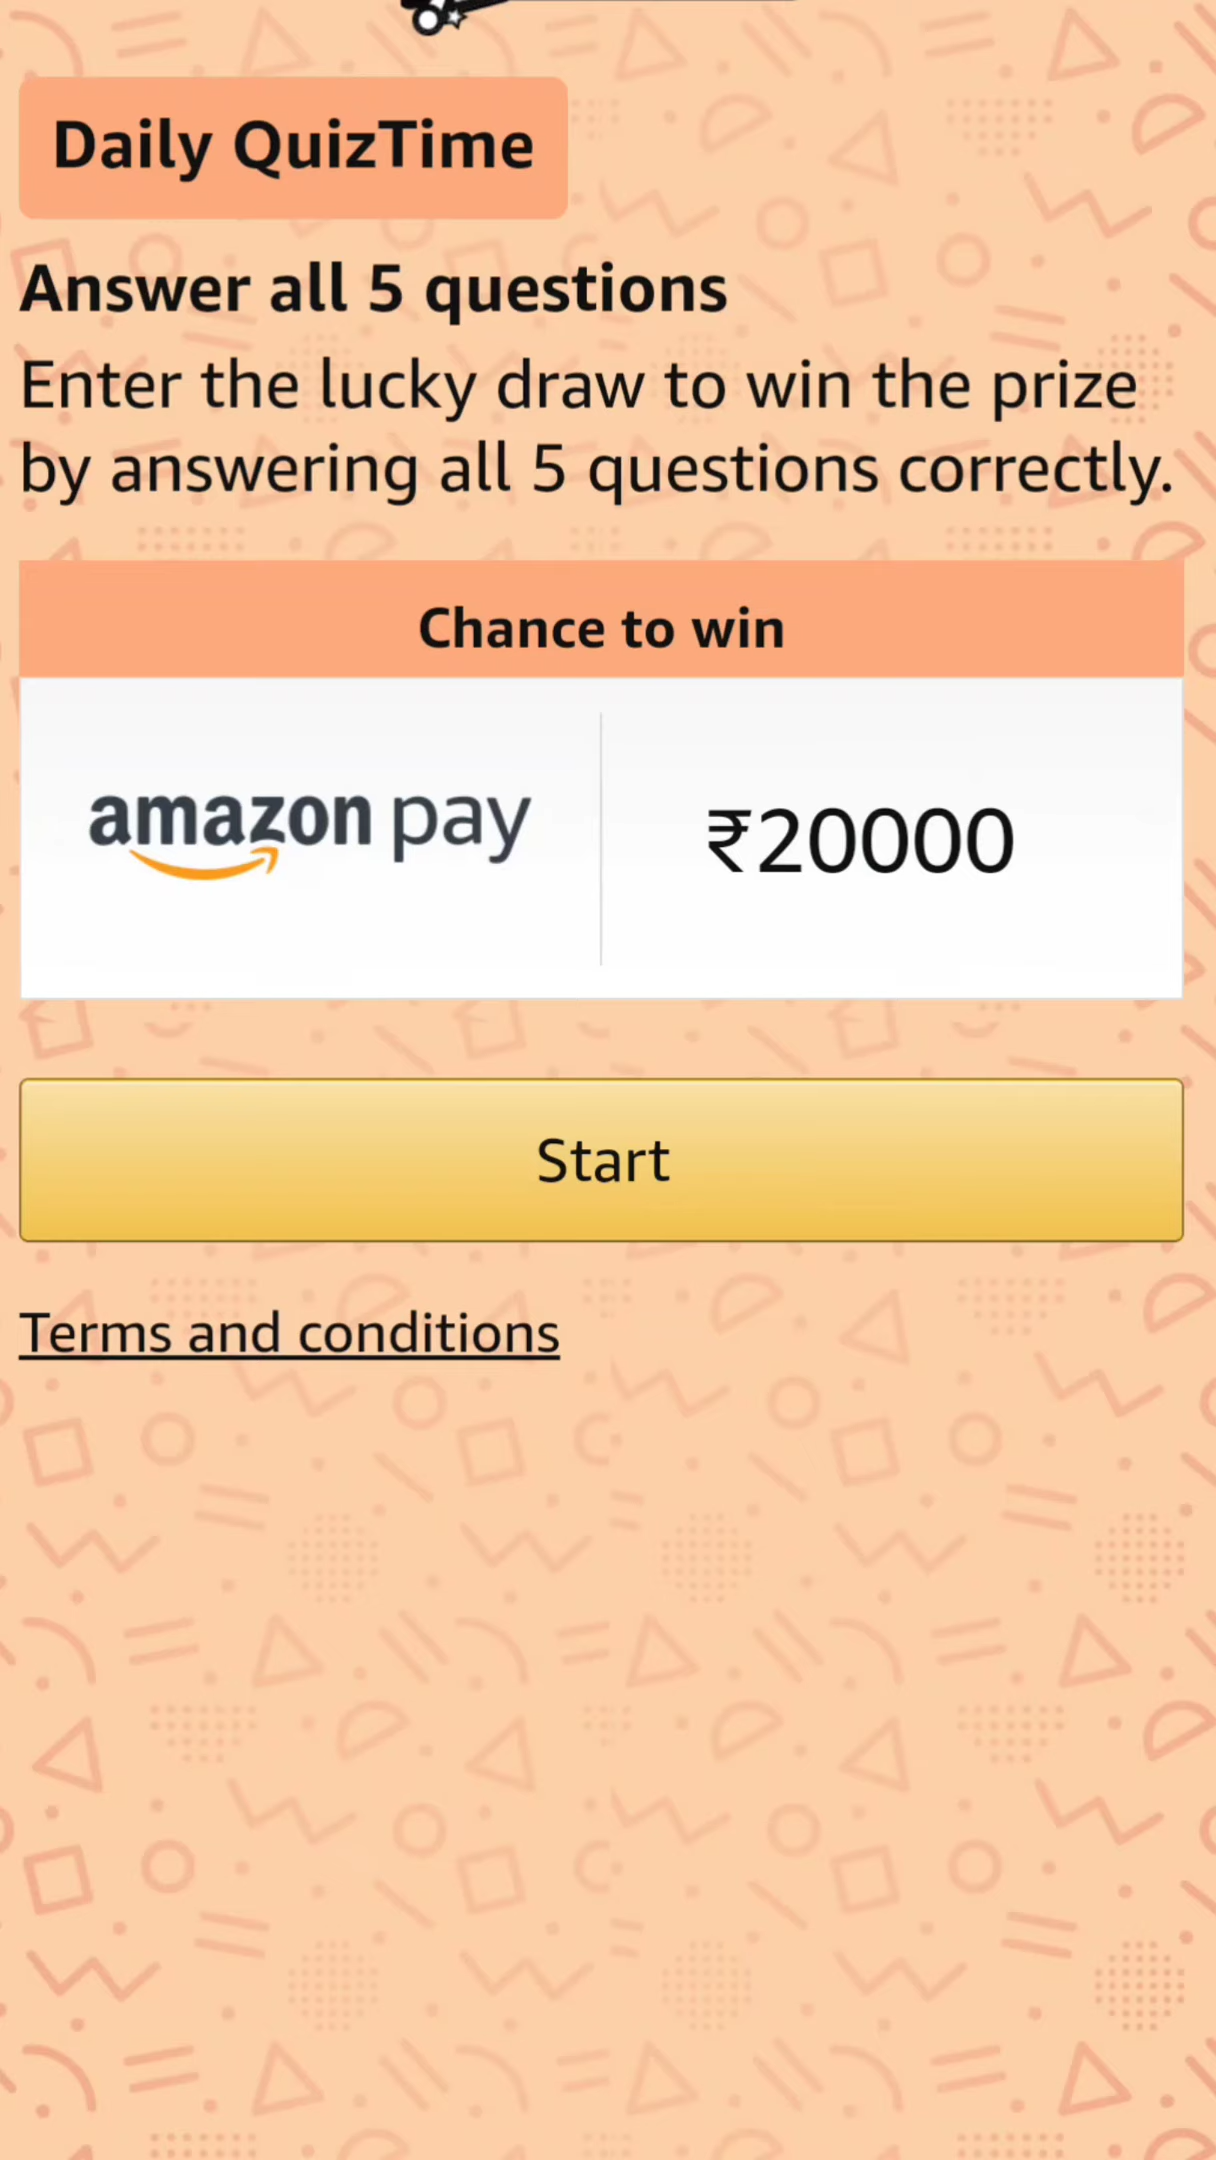 Daily QuizTime
Answer all 5 questions
Enter the lucky draw to win the prize
by answering all 5 questions correctly.
Chance to win
amazon pay
₹20000
Start
Terms and conditions